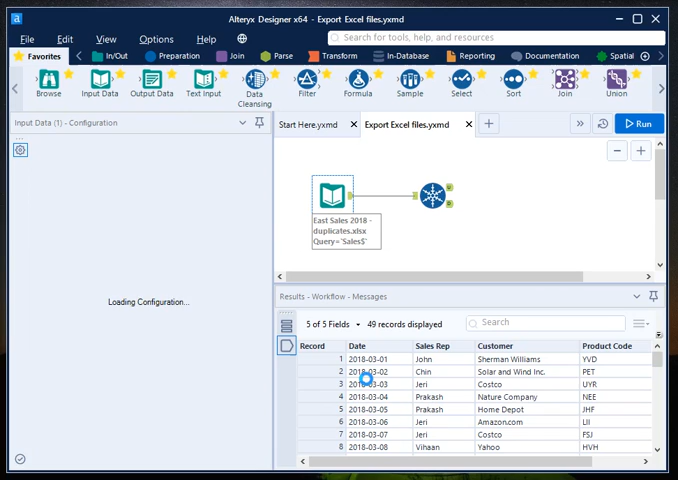 Alteryx Designer x64 - Export Excel files.yxmd
File Edit View Options Help
Search for tools, help, resources
Favorites In/Out Preparation Join Parse Transform In-Database Reporting Documentation Spatial
Browse Input Data Output Data Text Input Data Cleansing Filter Formula Sample Select Sort Join Union
Input Data (1) - Configuration
Start Here.yxmd Export Excel files.yxmd Run
Loading Configuration...
East Sales 2018 -
duplicates.xlsx
Query=`Sales$`
U
D
Results - Workflow - Messages
5 of 5 Fields 49 records displayed Search
Record Date Sales Rep Customer Product Code
1 2018-03-01 John Sherman Williams YVD
2 2018-03-02 Chin Solar and Wind Inc. PET
3 2018-03-03 Jeri Costco UYR
4 2018-03-04 Prakash Nature Company NEE
5 2018-03-05 Prakash Home Depot JHF
6 2018-03-06 Jeri Amazon.com LII
7 2018-03-07 Jeri Costco FSJ
8 2018-03-08 Vihaan Yahoo HVH